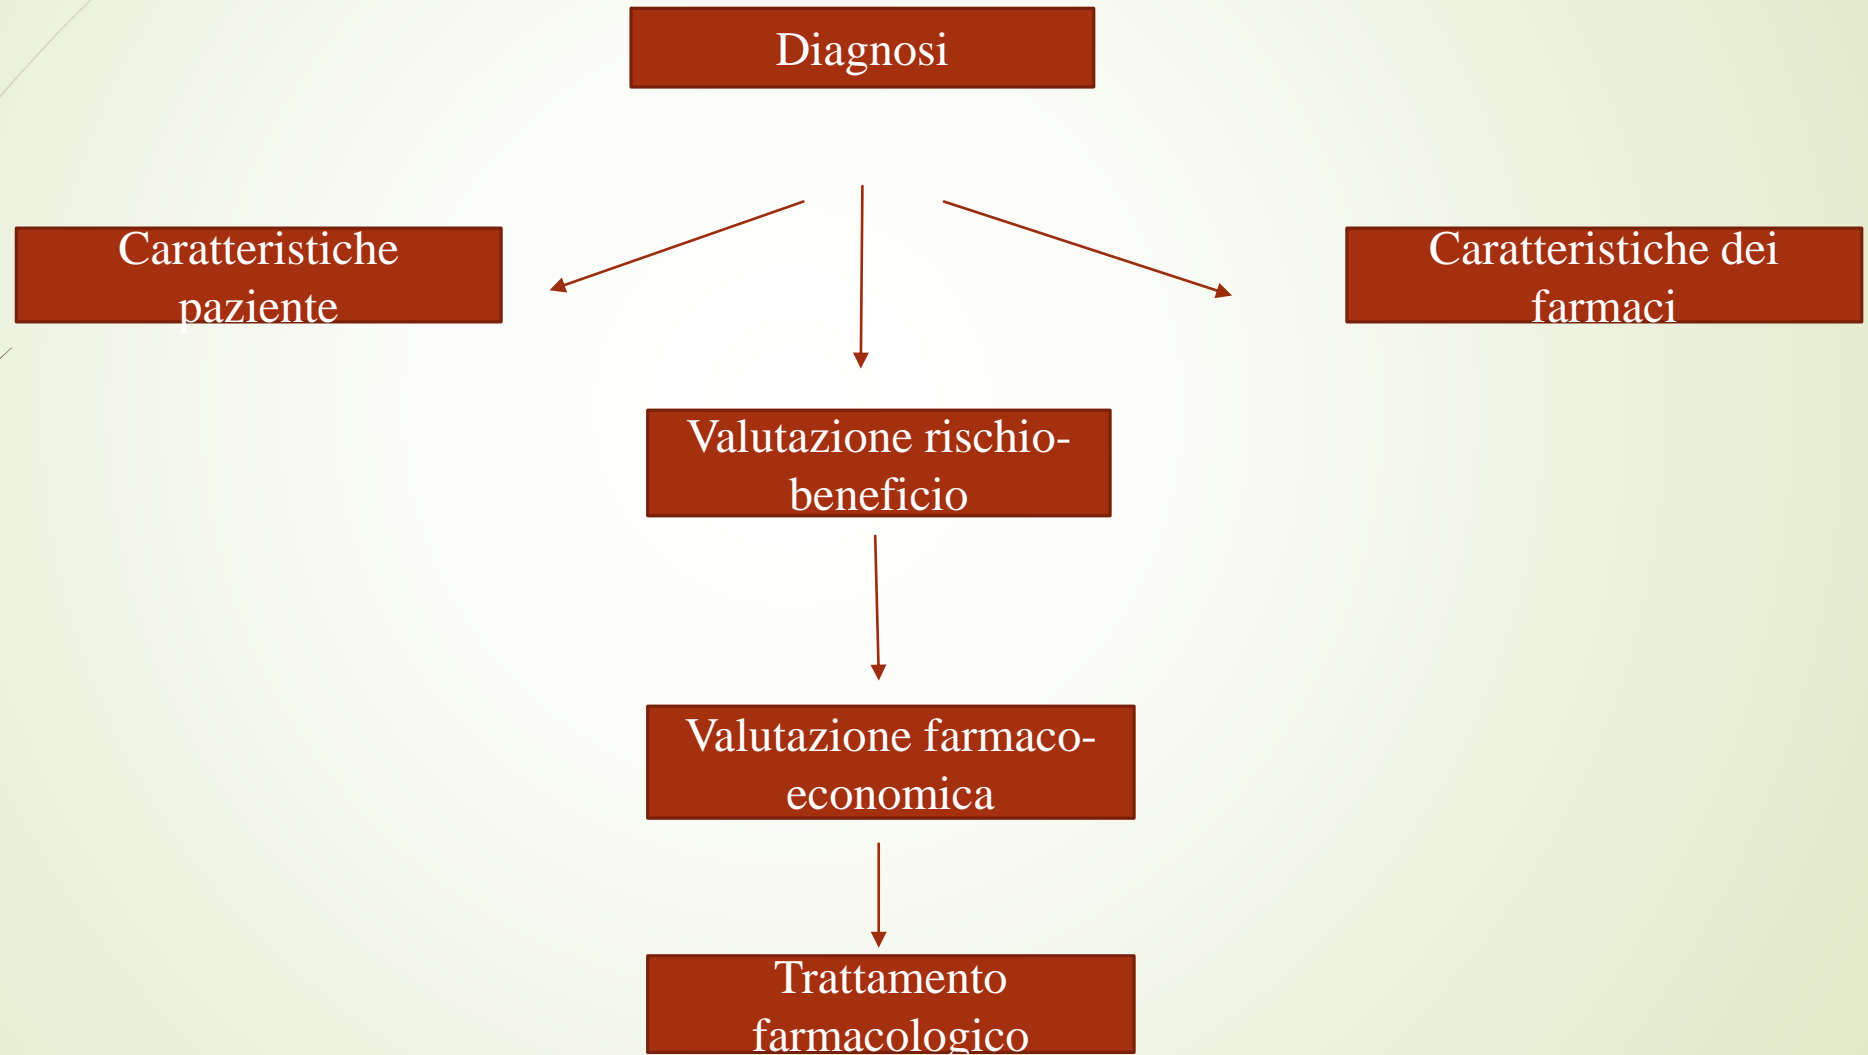 Diagnosi
Caratteristiche
paziente
Caratteristiche dei
farmaci
Valutazione rischio-
beneficio
Valutazione farmaco-
economica
Trattamento
farmacologico